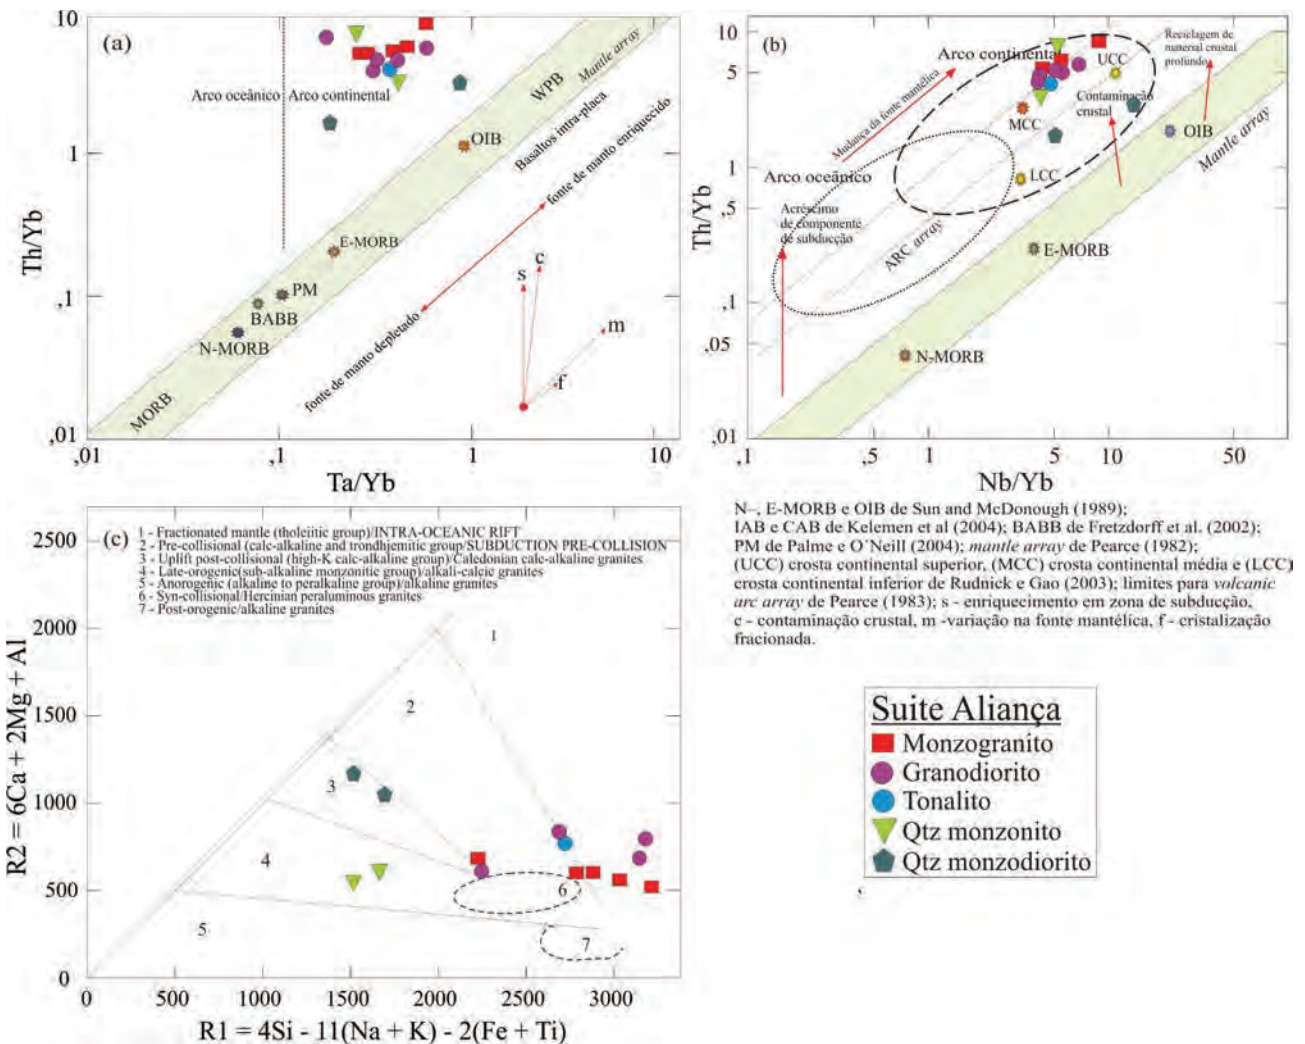 10
(a)
WPB
Mantle array
Arco oceânico
Arco continental
OIB
Basaltos intra-placa
fonte de manto enriquecido
1
Th/Yb
E-MORB
s
c
,1
PM
BABB
N-MORB
m
f
fonte de manto depletado
MORB
,01
,01
,1
1
10
Ta/Yb
10
(b)
Arco continental
Reciclagem de
material crustal
profundo
UCC
5
Mudança da fonte mantélica
Contaminação
crustal
MCC
OIB
Mantle array
1
Arco oceânico
LCC
Th/Yb
,5
Acréscimo
de componente
de subducção
ARC array
E-MORB
,1
,05
N-MORB
,01
,1
,5
1
5
10
50
Nb/Yb
N–, E-MORB e OIB de Sun and McDonough (1989);
IAB e CAB de Kelemen et al (2004); BABB de Fretzdorff et al. (2002);
PM de Palme e O´Neill (2004); mantle array de Pearce (1982);
(UCC) crosta continental superior, (MCC) crosta continental média e (LCC)
crosta continental inferior de Rudnick e Gao (2003); limites para volcanic
arc array de Pearce (1983); s - enriquecimento em zona de subducção,
c - contaminação crustal, m -variação na fonte mantélica, f - cristalização
fracionada.
(c)
1 - Fractionated mantle (tholeiitic group)/INTRA-OCEANIC RIFT
2 - Pre-collisional (calc-alkaline and trondhjemitic group/SUBDUCTION PRE-COLLISION
3 - Uplift post-collisional (high-K calc-alkaline group)/Caledonian calc-alkaline granites
4 - Late-orogenic(sub-alkaline monzonitic group)/alkali-calcic granites
5 - Anorogenic (alkaline to peralkaline group)/alkaline granites
6 - Syn-collisional/Hercinian peraluminous granites
7 - Post-orogenic/alkaline granites
2500
2000
1500
1000
500
0
R2 = 6Ca + 2Mg + Al
1
2
3
4
5
6
7
0
500
1000
1500
2000
2500
3000
R1 = 4Si - 11(Na + K) - 2(Fe + Ti)
Suite Aliança
Monzogranito
Granodiorito
Tonalito
Qtz monzonito
Qtz monzodiorito